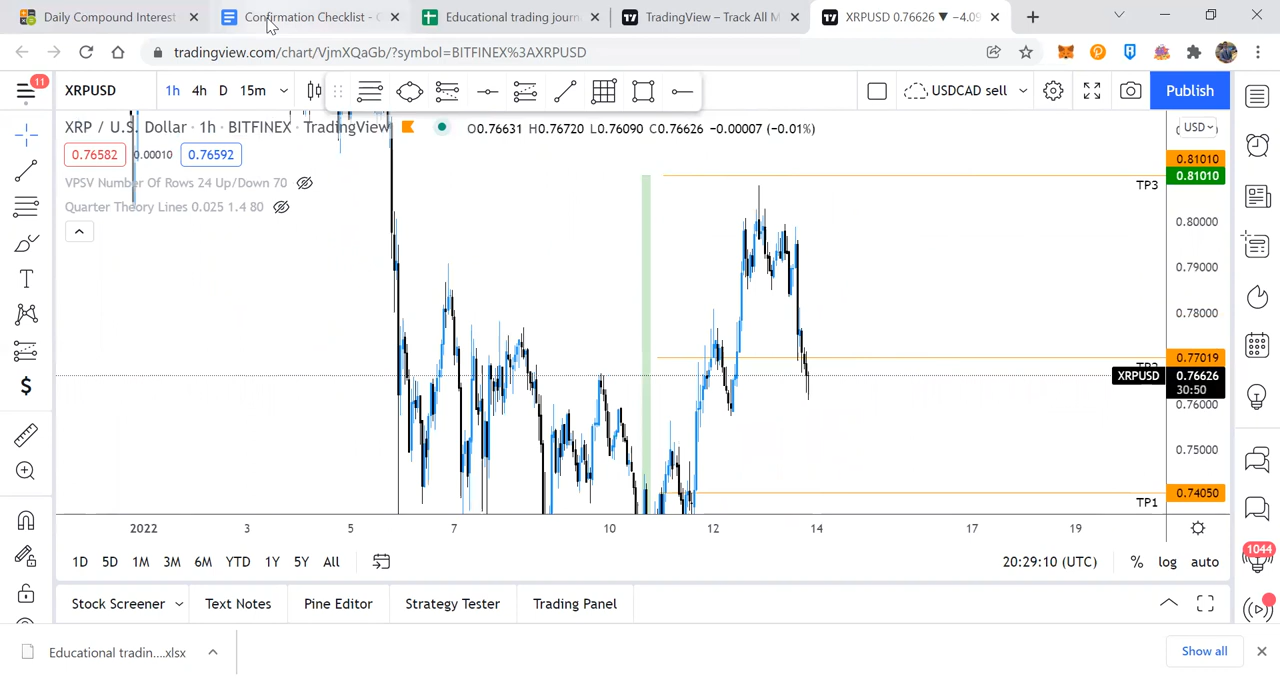 Daily Compound Interest
Confirmation Checklist - G
Educational trading journ
TradingView – Track All M
XRPUSD 0.76626 ▼ −4.09
tradingview.com/chart/VjmXQaGb/?symbol=BITFINEX%3AXRPUSD
11
XRPUSD
1h
4h
D
15m
USDCAD sell
Publish
XRP / U.S. Dollar · 1h · BITFINEX · TradingView
O0.76631 H0.76720 L0.76090 C0.76626 −0.00007 (−0.01%)
USD
0.76582
0.00010
0.76592
VPSV Number Of Rows 24 Up/Down 70
Quarter Theory Lines 0.025 1.4 80
0.81010
0.81010
TP3
0.80000
0.79000
0.78000
0.77019
TP2
XRPUSD
0.76626
30:50
0.76000
0.75000
0.74050
TP1
2022
3
5
7
10
12
14
17
19
1D
5D
1M
3M
6M
YTD
1Y
5Y
All
20:29:10 (UTC)
%
log
auto
1044
Stock Screener
Text Notes
Pine Editor
Strategy Tester
Trading Panel
Educational tradin....xlsx
Show all